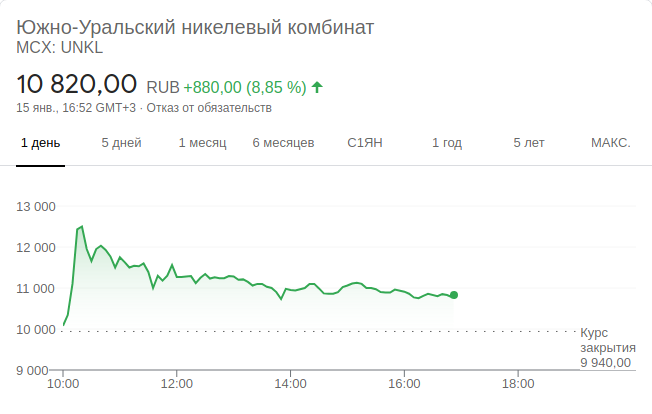 Южно-Уральский никелевый комбинат
MCX: UNKL
10 820,00 RUB +880,00 (8,85 %)
15 янв., 16:52 GMT+3 · Отказ от обязательств
1 день 5 дней 1 месяц 6 месяцев С1ЯН 1 год 5 лет МАКС.
13 000
12 000
11 000
10 000
Курс
закрытия
9 940,00
9 000
10:00 12:00 14:00 16:00 18:00